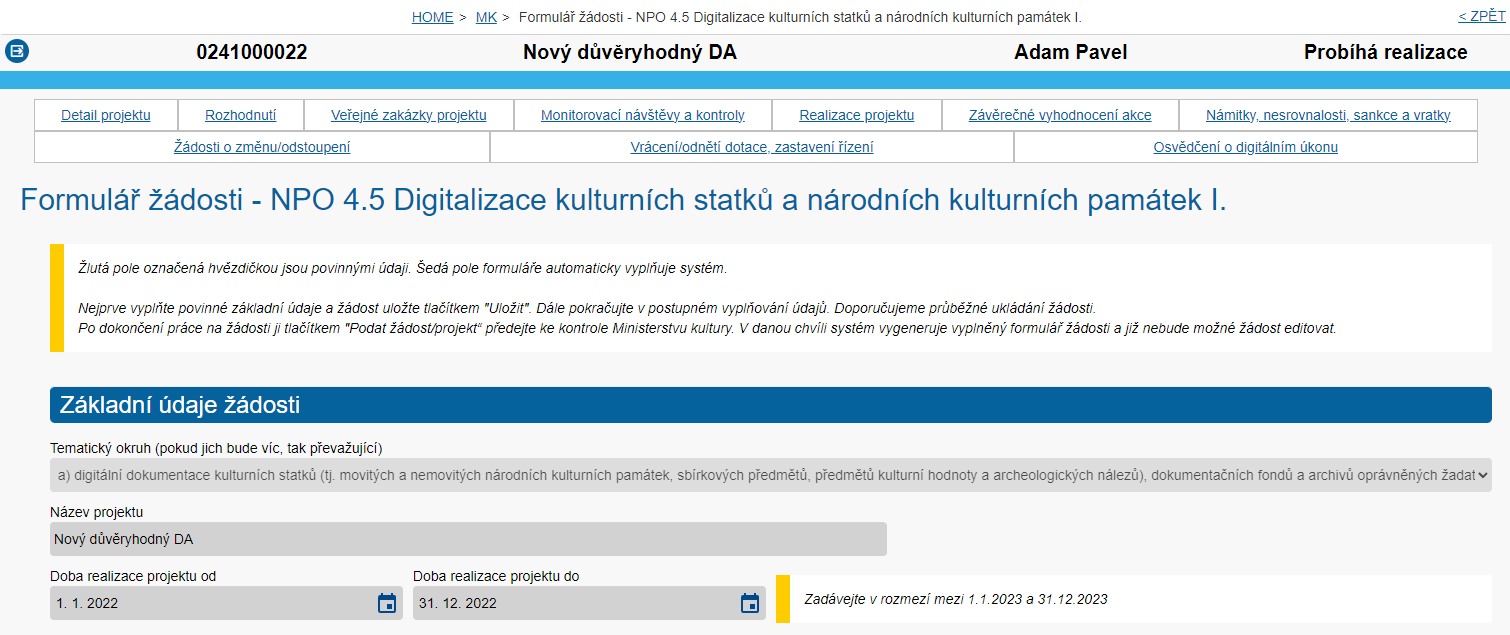 HOME > MK > Formulář žádosti - NPO 4.5 Digitalizace kulturních statků a národních kulturních památek I. < ZPĚT
0241000022 Nový důvěryhodný DA Adam Pavel Probíhá realizace
Detail projektu Rozhodnutí Veřejné zakázky projektu Monitorovací návštěvy a kontroly Realizace projektu Závěrečné vyhodnocení akce Námitky, nesrovnalosti, sankce a vratky
Žádosti o změnu/odstoupení Vrácení/odnětí dotace, zastavení řízení Osvědčení o digitálním úkonu
Formulář žádosti - NPO 4.5 Digitalizace kulturních statků a národních kulturních památek I.
Žlutá pole označená hvězdičkou jsou povinnými údaji. Šedá pole formuláře automaticky vyplňuje systém.
Nejprve vyplňte povinné základní údaje a žádost uložte tlačítkem "Uložit". Dále pokračujte v postupném vyplňování údajů. Doporučujeme průběžné ukládání žádosti.
Po dokončení práce na žádosti ji tlačítkem "Podat žádost/projekt“ předejte ke kontrole Ministerstvu kultury. V danou chvíli systém vygeneruje vyplněný formulář žádosti a již nebude možné žádost editovat.
Základní údaje žádosti
Tematický okruh (pokud jich bude víc, tak převažující)
a) digitální dokumentace kulturních statků (tj. movitých a nemovitých národních kulturních památek, sbírkových předmětů, předmětů kulturní hodnoty a archeologických nálezů), dokumentačních fondů a archivů oprávněných žadat
Název projektu
Nový důvěryhodný DA
Doba realizace projektu od Doba realizace projektu do
1. 1. 2022 31. 12. 2022 Zadávejte v rozmezí mezi 1.1.2023 a 31.12.2023